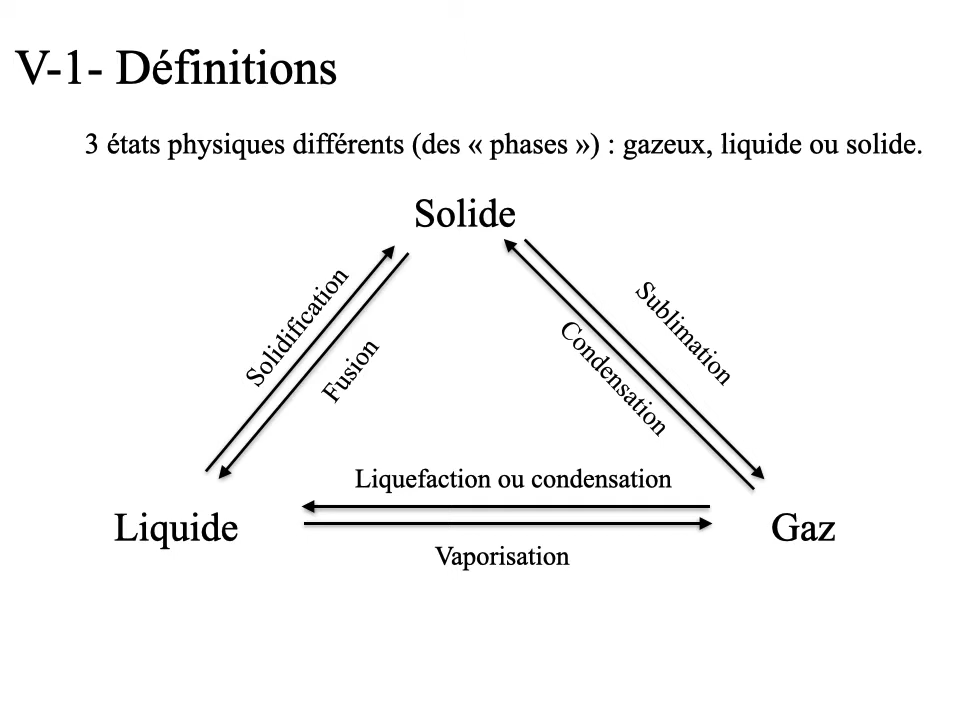 V-1- Définitions
3 états physiques différents (des « phases ») : gazeux, liquide ou solide.
Solide
Solidification
Fusion
Sublimation
Condensation
Liquefaction ou condensation
Liquide
Gaz
Vaporisation